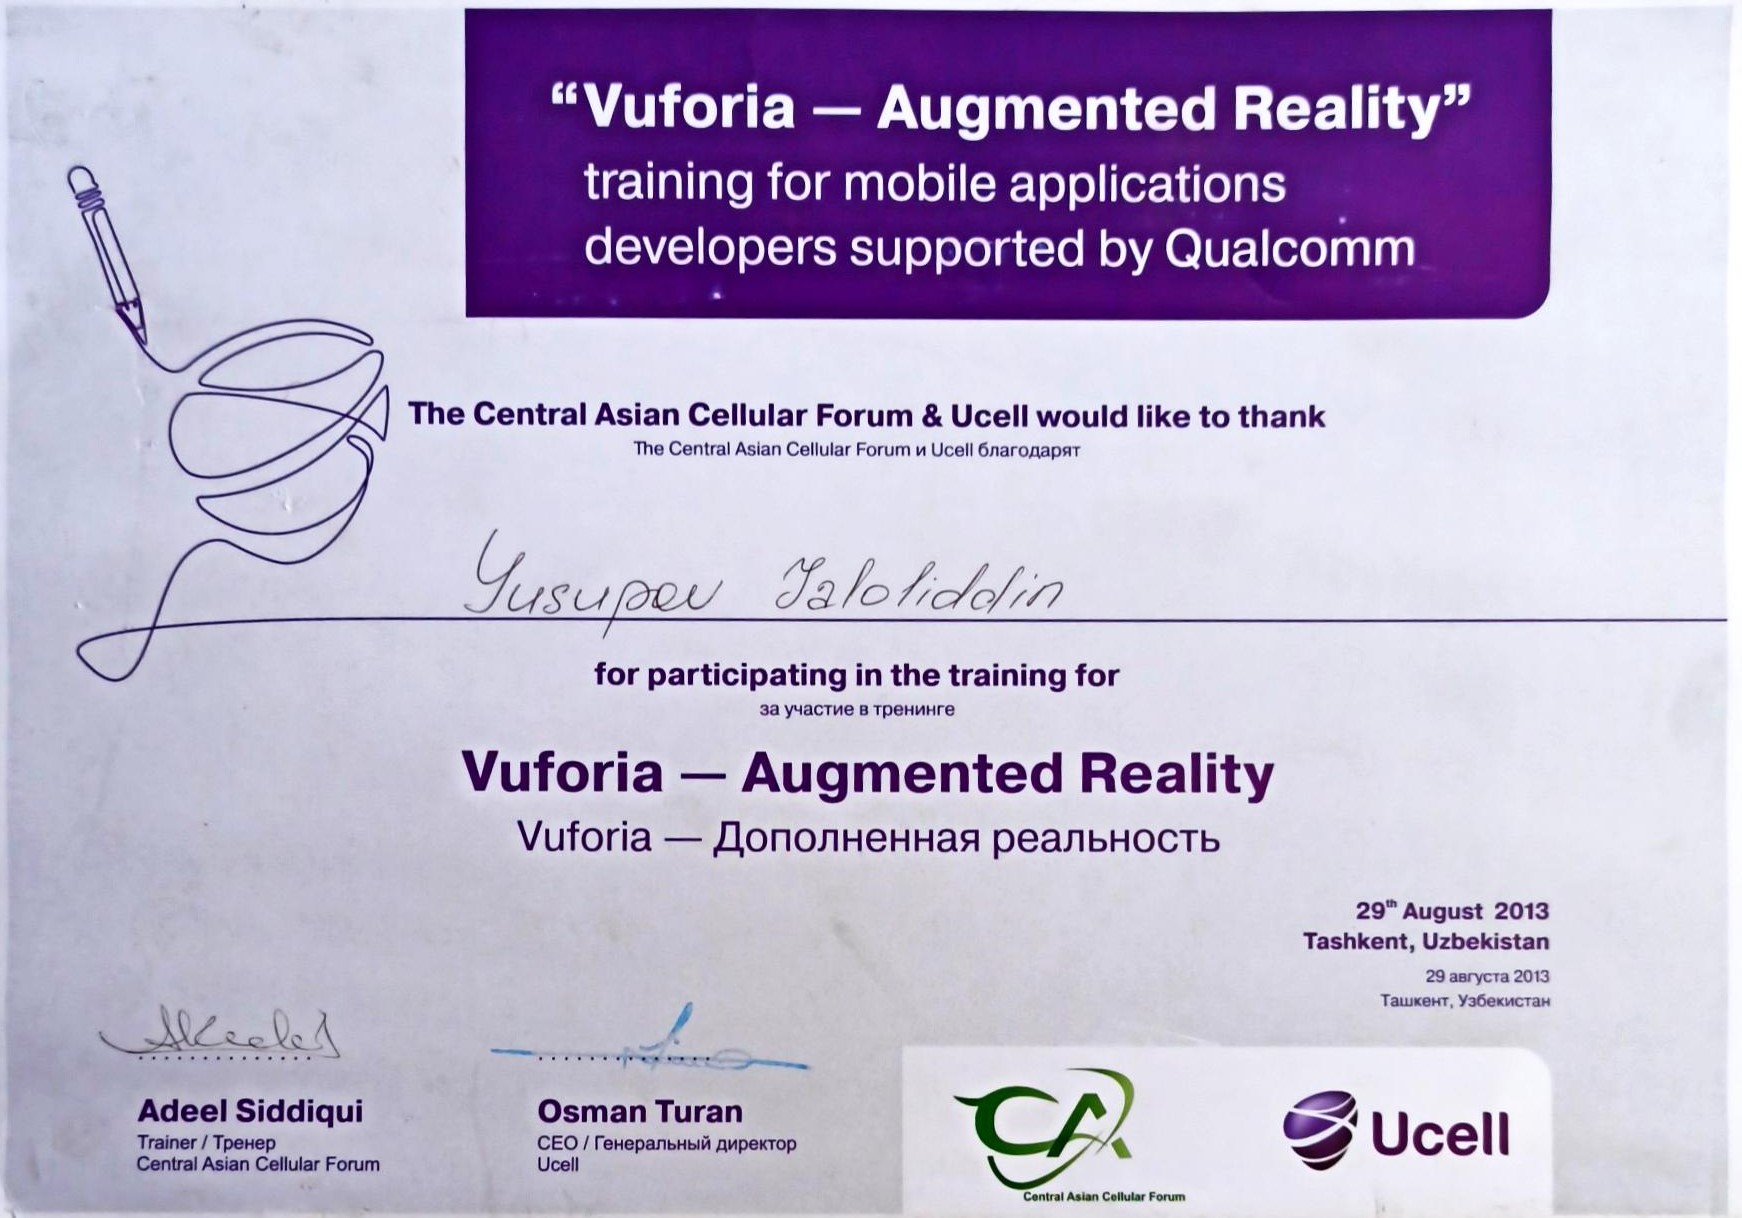 “Vuforia — Augmented Reality”
training for mobile applications
developers supported by Qualcomm
The Central Asian Cellular Forum & Ucell would like to thank
The Central Asian Cellular Forum и Ucell благодарят
Yusupov Jaloliddin
for participating in the training for
за участие в тренинге
Vuforia — Augmented Reality
Vuforia — Дополненная реальность
29th August 2013
Tashkent, Uzbekistan
29 августа 2013
Ташкент, Узбекистан
Adeel Siddiqui
Trainer / Тренер
Central Asian Cellular Forum
Osman Turan
CEO / Генеральный директор
Ucell
CA
Central Asian Cellular Forum
Ucell